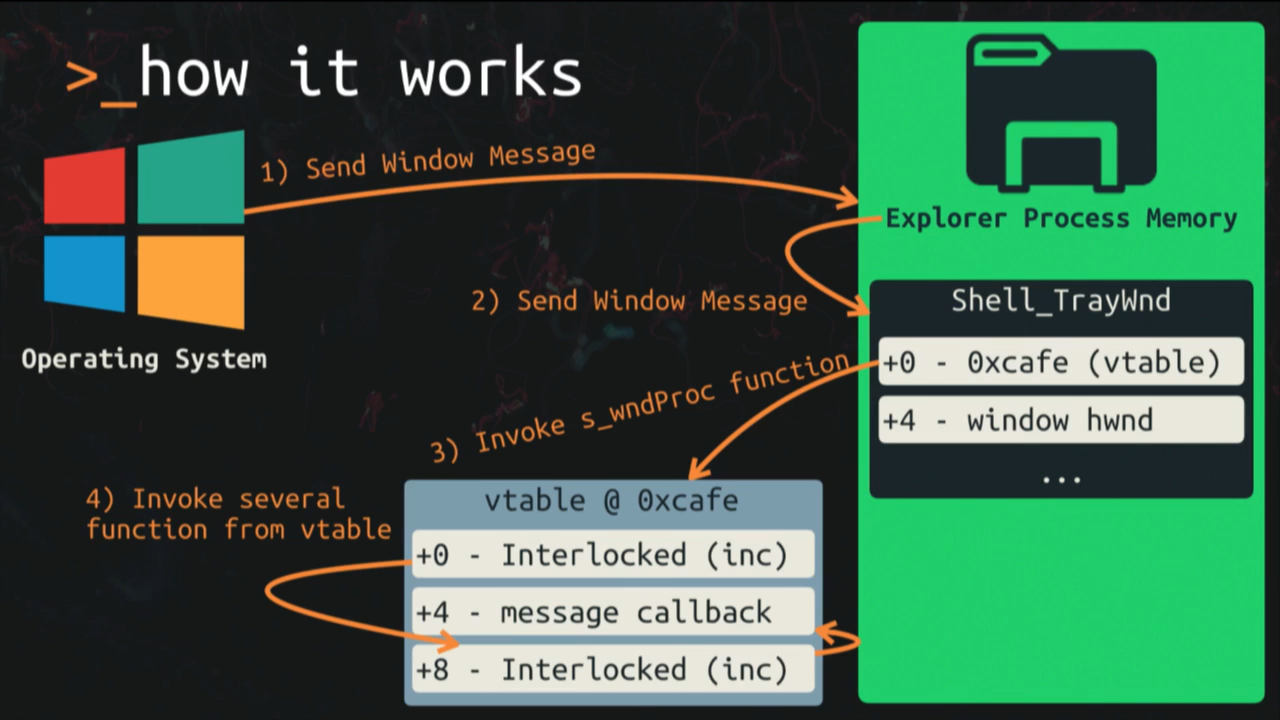 >_how it works
1) Send Window Message
Explorer Process Memory
Operating System
2) Send Window Message
Shell_TrayWnd
+0 - 0xcafe (vtable)
+4 - window hwnd
...
3) Invoke s_wndProc function
4) Invoke several
function from vtable
vtable @ 0xcafe
+0 - Interlocked (inc)
+4 - message callback
+8 - Interlocked (inc)